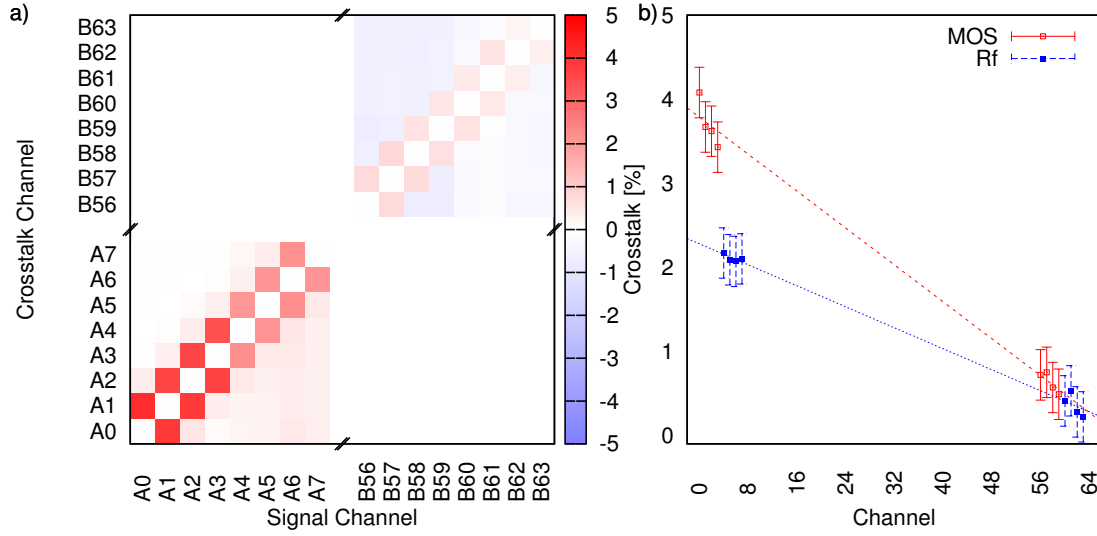 a)
Crosstalk Channel
B63
B62
B61
B60
B59
B58
B57
B56
A7
A6
A5
A4
A3
A2
A1
A0
A0 A1 A2 A3 A4 A5 A6 A7 B56 B57 B58 B59 B60 B61 B62 B63
Signal Channel
5
4
3
2
1
0
-1
-2
-3
-4
-5
b)
Crosstalk [%]
5
4
3
2
1
0
MOS
Rf
0 8 16 24 32 40 48 56 64
Channel